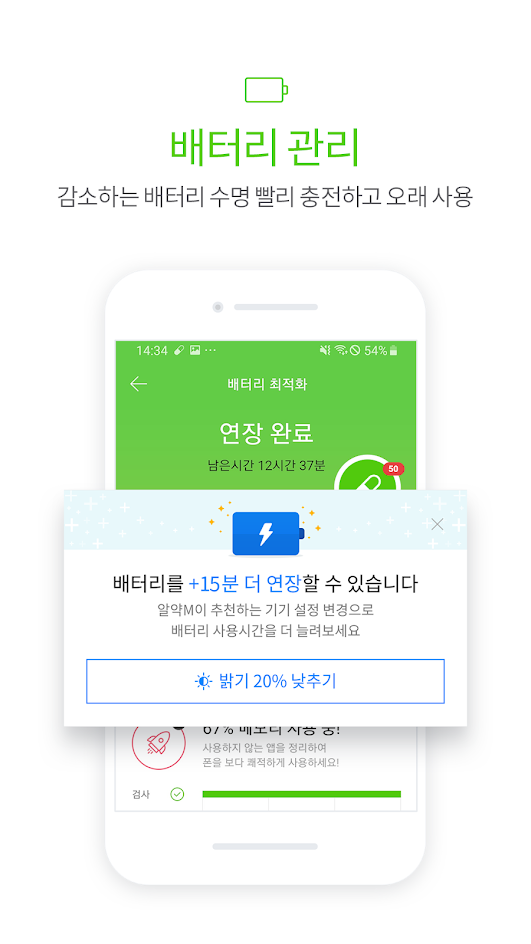 배터리 관리
감소하는 배터리 수명 빨리 충전하고 오래 사용
14:34 ··· 54%
배터리 최적화
연장 완료
남은시간 12시간 37분
50
배터리를 +15분 더 연장할 수 있습니다
알약M이 추천하는 기기 설정 변경으로
배터리 사용시간을 더 늘려보세요
밝기 20% 낮추기
67% 메모리 사용 중!
사용하지 않는 앱을 정리하여
폰을 보다 쾌적하게 사용하세요!
검사